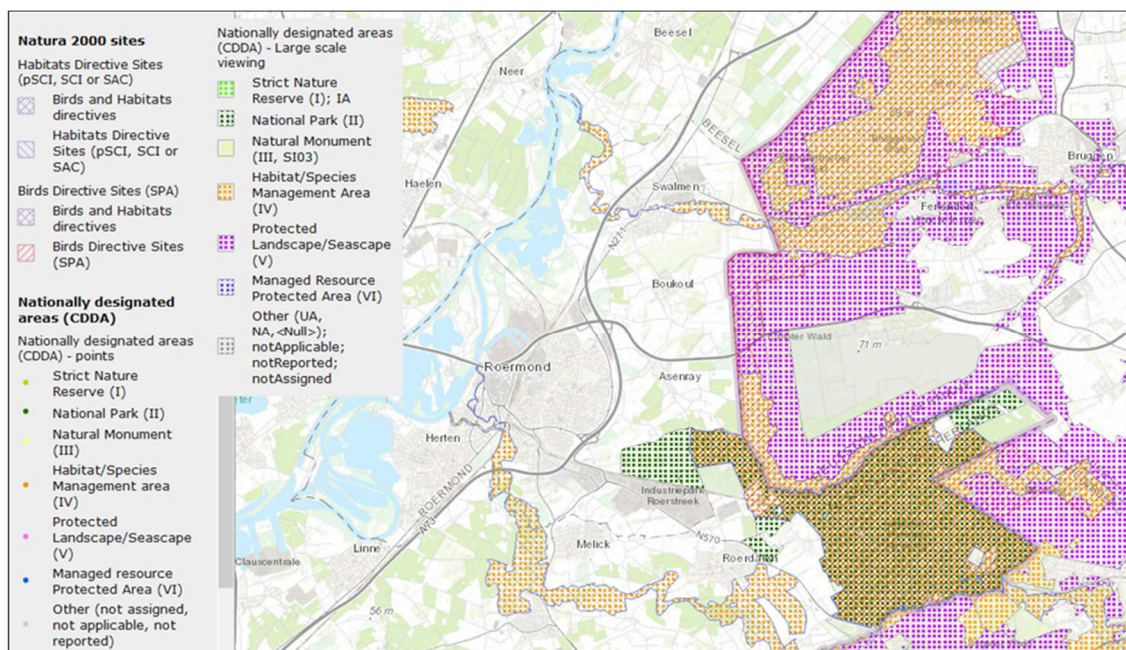 Natura 2000 sites
Habitats Directive Sites
(pSCI, SCI or SAC)
Birds and Habitats
directives
Habitats Directive
Sites (pSCI, SCI or
SAC)
Birds Directive Sites (SPA)
Birds and Habitats
directives
Birds Directive Sites
(SPA)
Nationally designated
areas (CDDA)
Nationally designated areas
(CDDA) - points
Strict Nature
Reserve (I)
National Park (II)
Natural Monument
(III)
Habitat/Species
Management area
(IV)
Protected
Landscape/Seascape
(V)
Managed resource
Protected Area (VI)
Other (not assigned,
not applicable, not
reported)
Nationally designated areas
(CDDA) - Large scale
viewing
Strict Nature
Reserve (I); IA
National Park (II)
Natural Monument
(III, SI03)
Habitat/Species
Management Area
(IV)
Protected
Landscape/Seascape
(V)
Managed Resource
Protected Area (VI)
Other (UA,
NA,<Null>);
notApplicable;
notReported;
notAssigned
Beesel
Neer
BEESEL
Haelen
Swalmen
N271
Boukoul
71 m
Roermond
Asenray
Herten
ROERMOND
A73
Industriepark
Roerstreek
N570
Linne
Melick
Clauscentrale
56 m